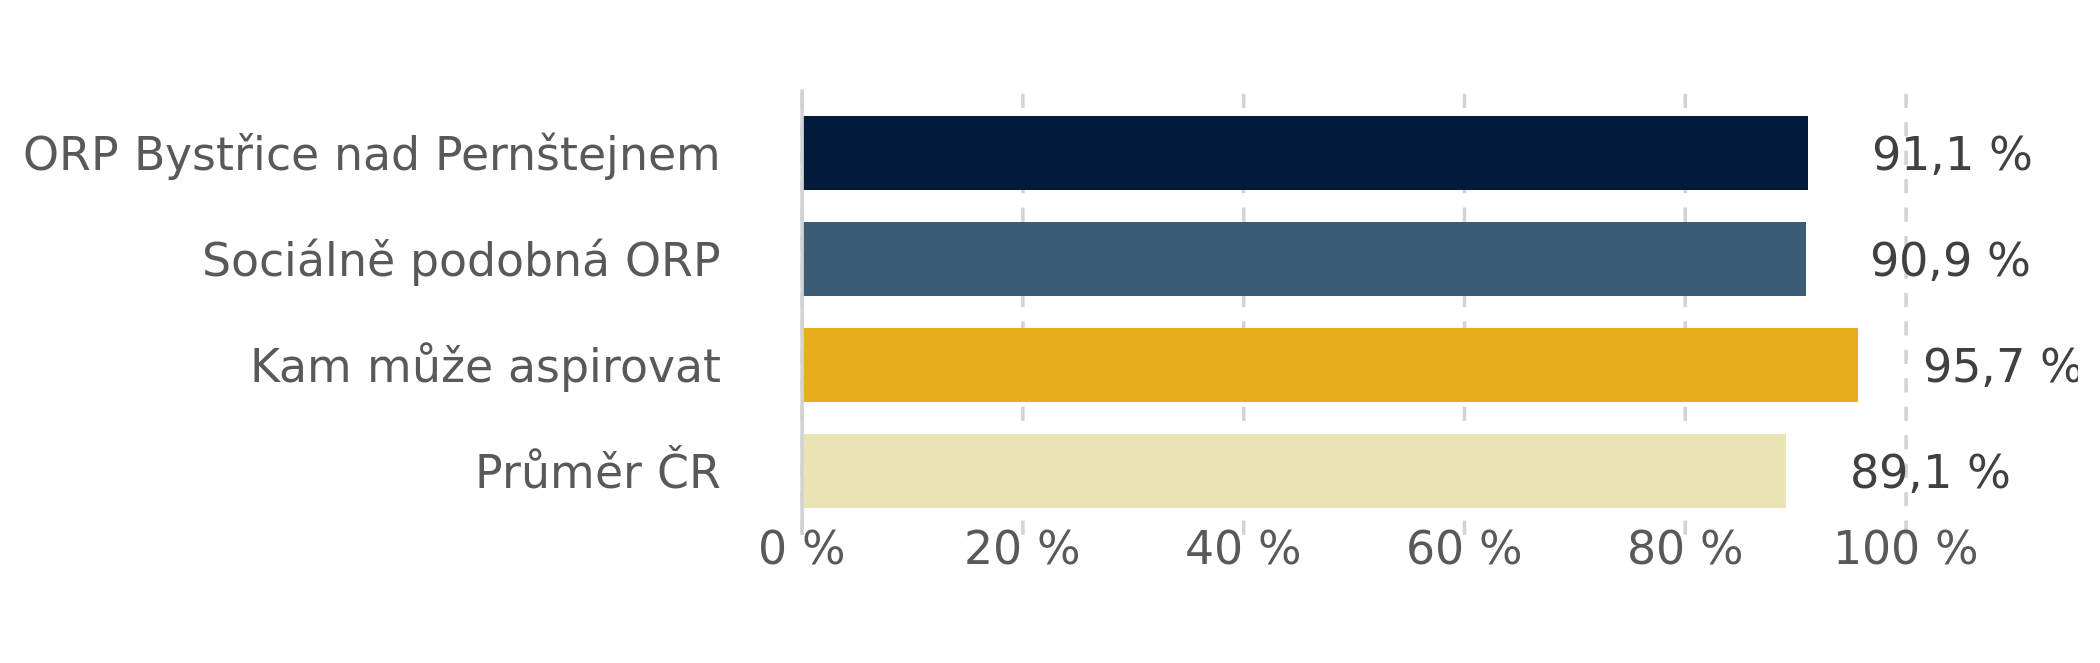 ORP Bystřice nad Pernštejnem 91,1 %
Sociálně podobná ORP 90,9 %
Kam může aspirovat 95,7 %
Průměr ČR 89,1 %
0 % 20 % 40 % 60 % 80 % 100 %